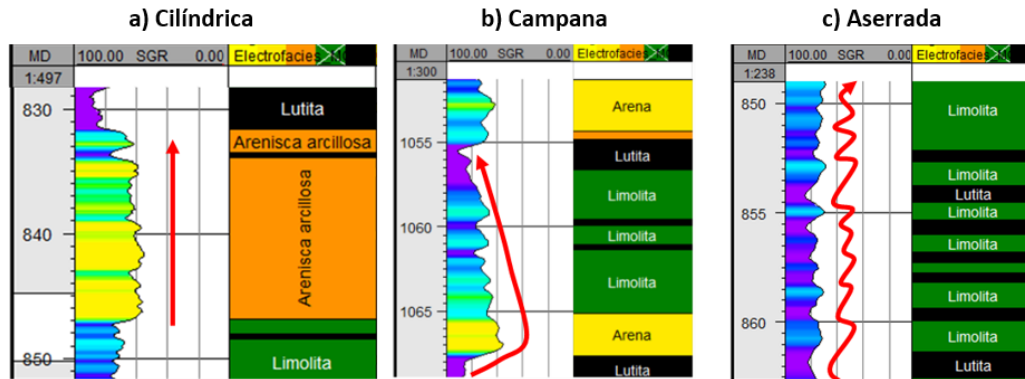 a) Cilíndrica
MD 100.00 SGR 0.00 Electrofacies
1:497
830
840
850
Lutita
Arenisca arcillosa
Arenisca arcillosa
Limolita
b) Campana
MD 100.00 SGR 0.00 Electrofacies
1:300
1055
1060
1065
Arena
Lutita
Limolita
Limolita
Limolita
Arena
Lutita
c) Aserrada
MD 100.00 SGR 0.00 Electrofacies
1:238
850
855
860
Limolita
Limolita
Lutita
Limolita
Limolita
Limolita
Limolita
Lutita